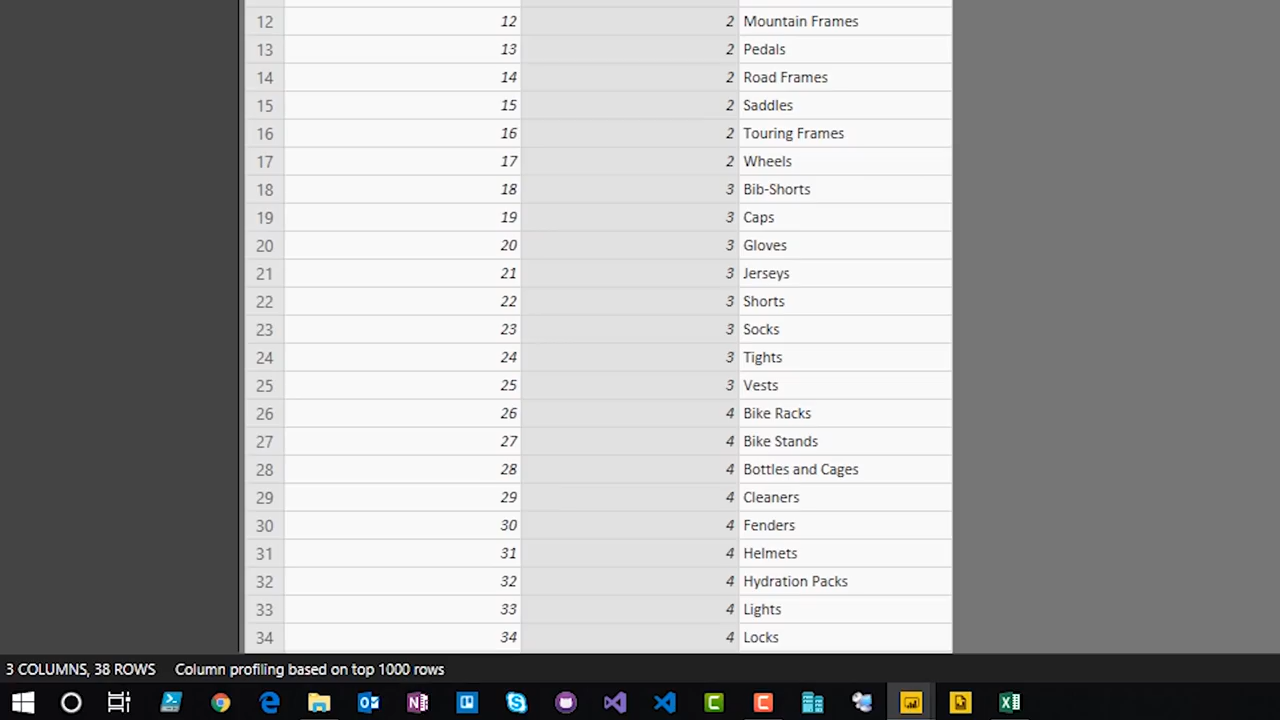 12 12 2 Mountain Frames
13 13 2 Pedals
14 14 2 Road Frames
15 15 2 Saddles
16 16 2 Touring Frames
17 17 2 Wheels
18 18 3 Bib-Shorts
19 19 3 Caps
20 20 3 Gloves
21 21 3 Jerseys
22 22 3 Shorts
23 23 3 Socks
24 24 3 Tights
25 25 3 Vests
26 26 4 Bike Racks
27 27 4 Bike Stands
28 28 4 Bottles and Cages
29 29 4 Cleaners
30 30 4 Fenders
31 31 4 Helmets
32 32 4 Hydration Packs
33 33 4 Lights
34 34 4 Locks
3 COLUMNS, 38 ROWS Column profiling based on top 1000 rows